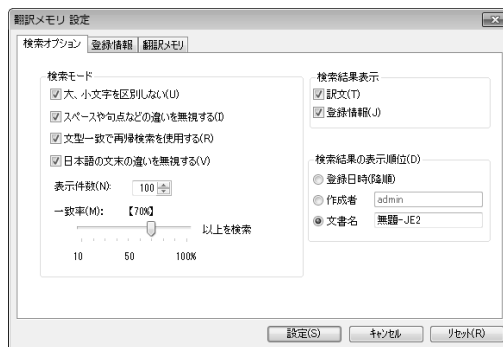 翻訳メモリ 設定
検索オプション 登録情報 翻訳メモリ
検索モード
大、小文字を区別しない(U)
スペースや句点などの違いを無視する(I)
文型一致で再帰検索を使用する(R)
日本語の文末の違いを無視する(V)
表示件数(N): 100
一致率(M): 【70%】
以上を検索
10 50 100%
検索結果表示
訳文(T)
登録情報(J)
検索結果の表示順位(D)
登録日時(降順)
作成者 admin
文書名 無題-JE2
設定(S) キャンセル リセット(R)